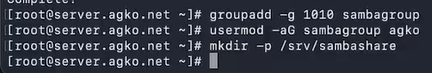 [root@server.agko.net ~]# groupadd -g 1010 sambagroup
[root@server.agko.net ~]# usermod -aG sambagroup agko
[root@server.agko.net ~]# mkdir -p /srv/sambashare
[root@server.agko.net ~]#